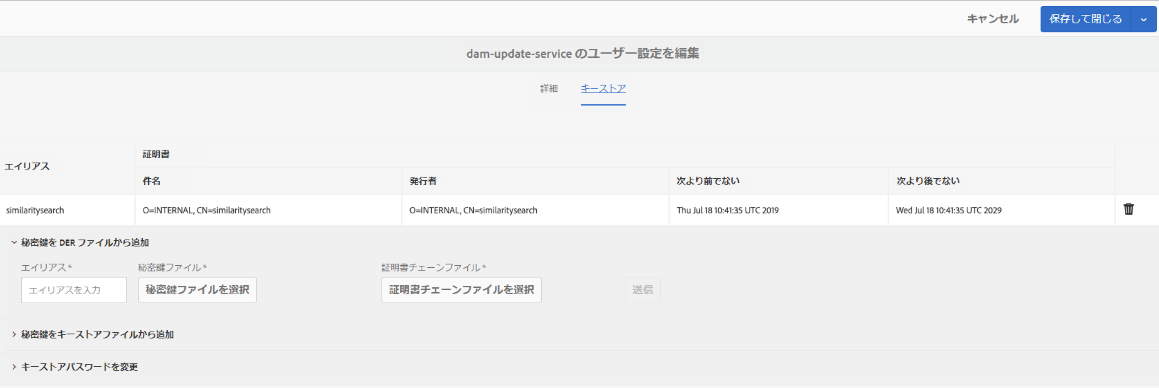 キャンセル 保存して閉じる
dam-update-service のユーザー設定を編集
詳細 キーストア
エイリアス 証明書
件名 発行者 次より前でない 次より後でない
similaritysearch O=INTERNAL, CN=similaritysearch O=INTERNAL, CN=similaritysearch Thu Jul 18 10:41:35 UTC 2019 Wed Jul 18 10:41:35 UTC 2029
秘密鍵を DER ファイルから追加
エイリアス * 秘密鍵ファイル * 証明書チェーンファイル *
エイリアスを入力 秘密鍵ファイルを選択 証明書チェーンファイルを選択 送信
秘密鍵をキーストアファイルから追加
キーストアパスワードを変更